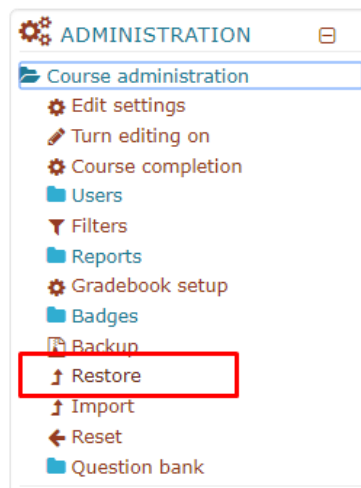 ADMINISTRATION
Course administration
Edit settings
Turn editing on
Course completion
Users
Filters
Reports
Gradebook setup
Badges
Backup
Restore
Import
Reset
Question bank